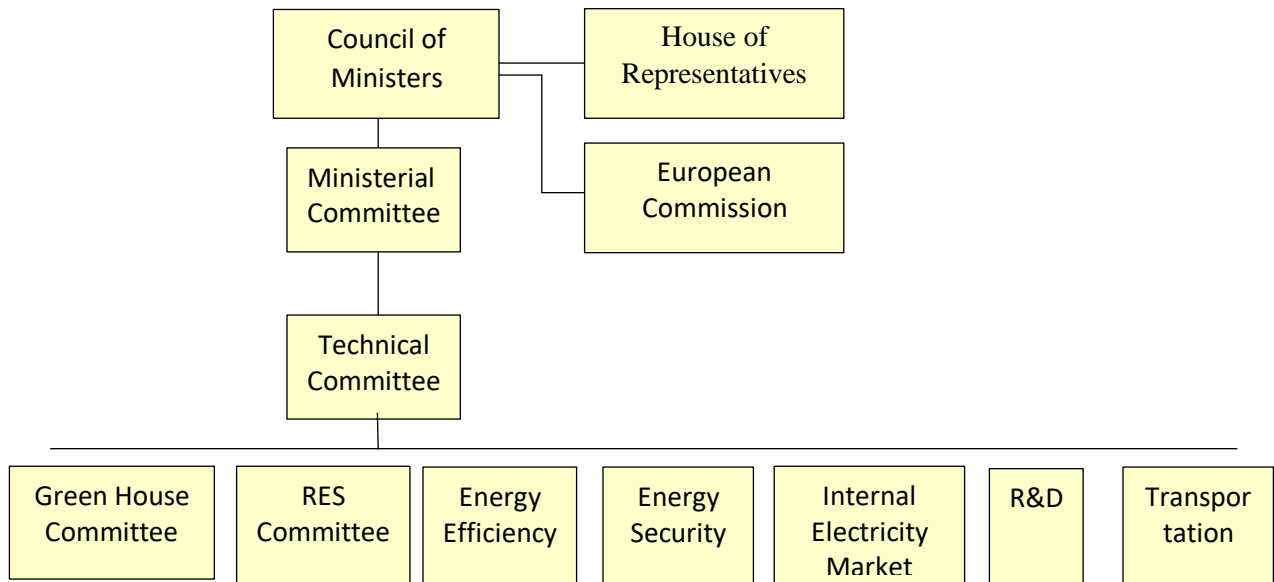 Council of
Ministers
House of
Representatives
European
Commission
Ministerial
Committee
Technical
Committee
Green House
Committee
RES
Committee
Energy
Efficiency
Energy
Security
Internal
Electricity
Market
R&D
Transpor
tation